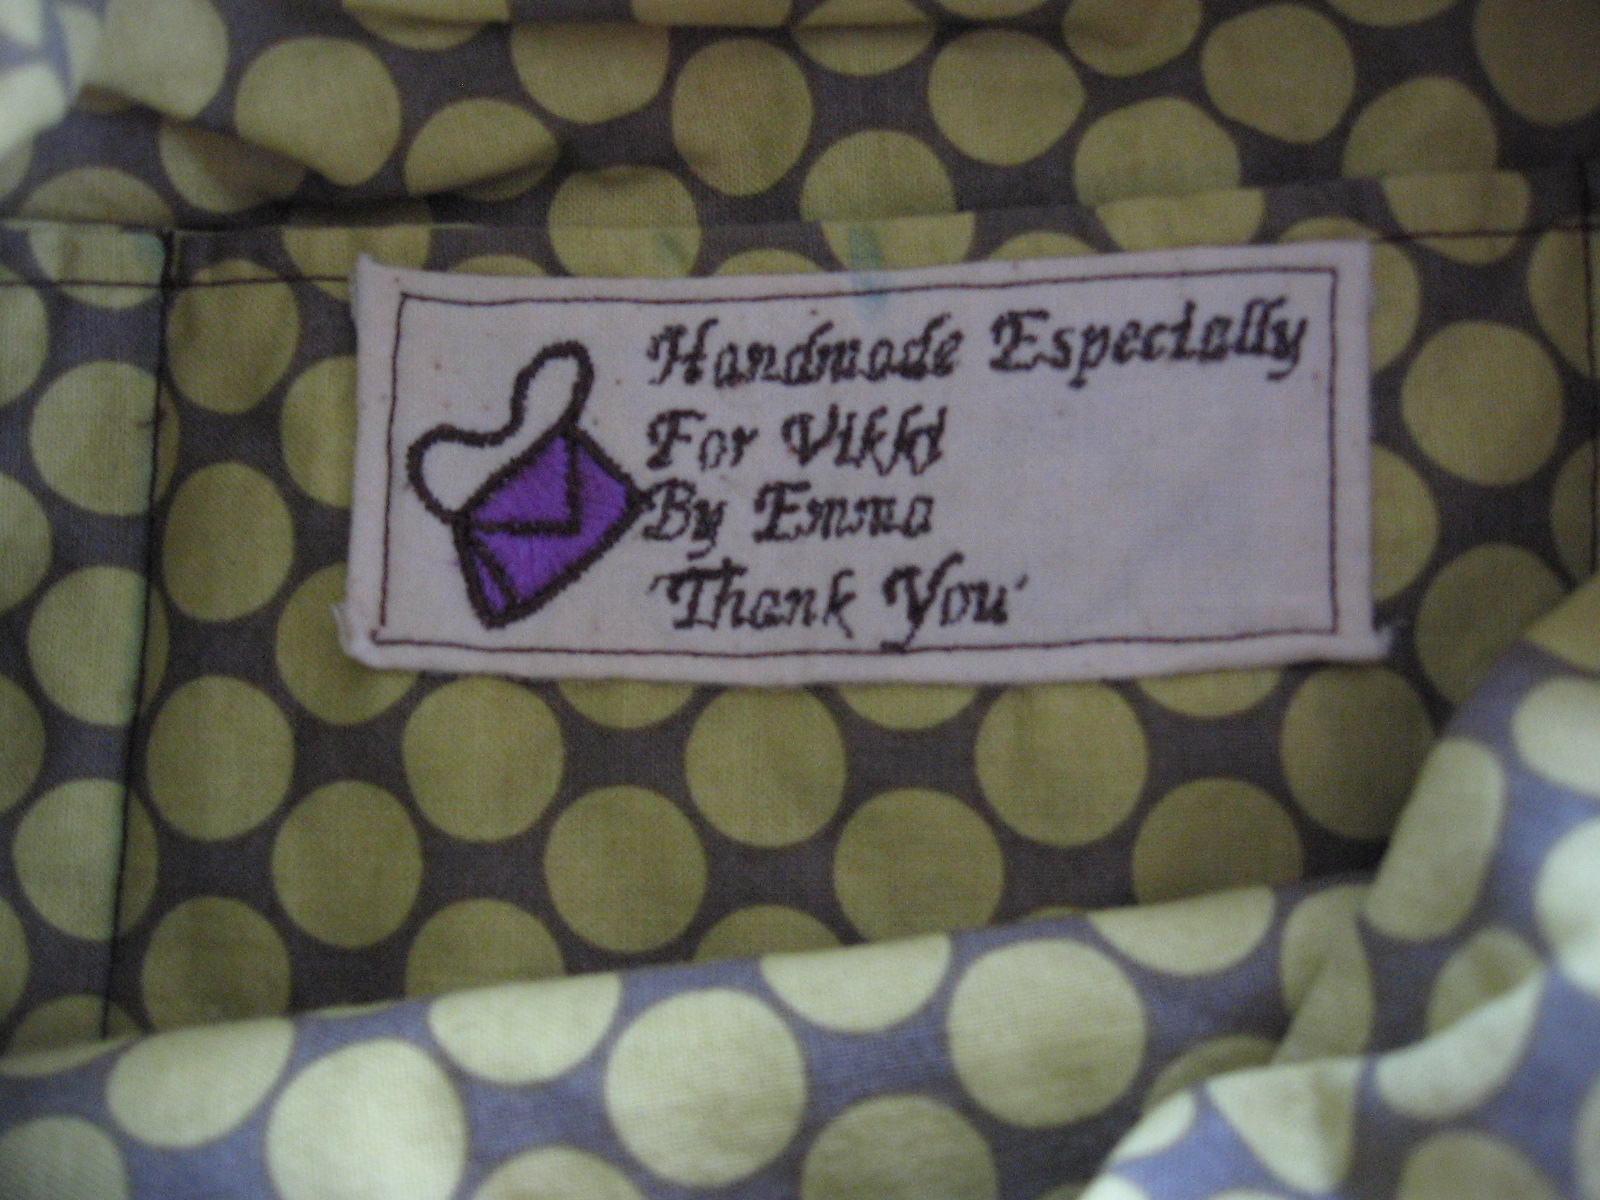 Handmade Especially
For Vikki
By Emma
'Thank You'